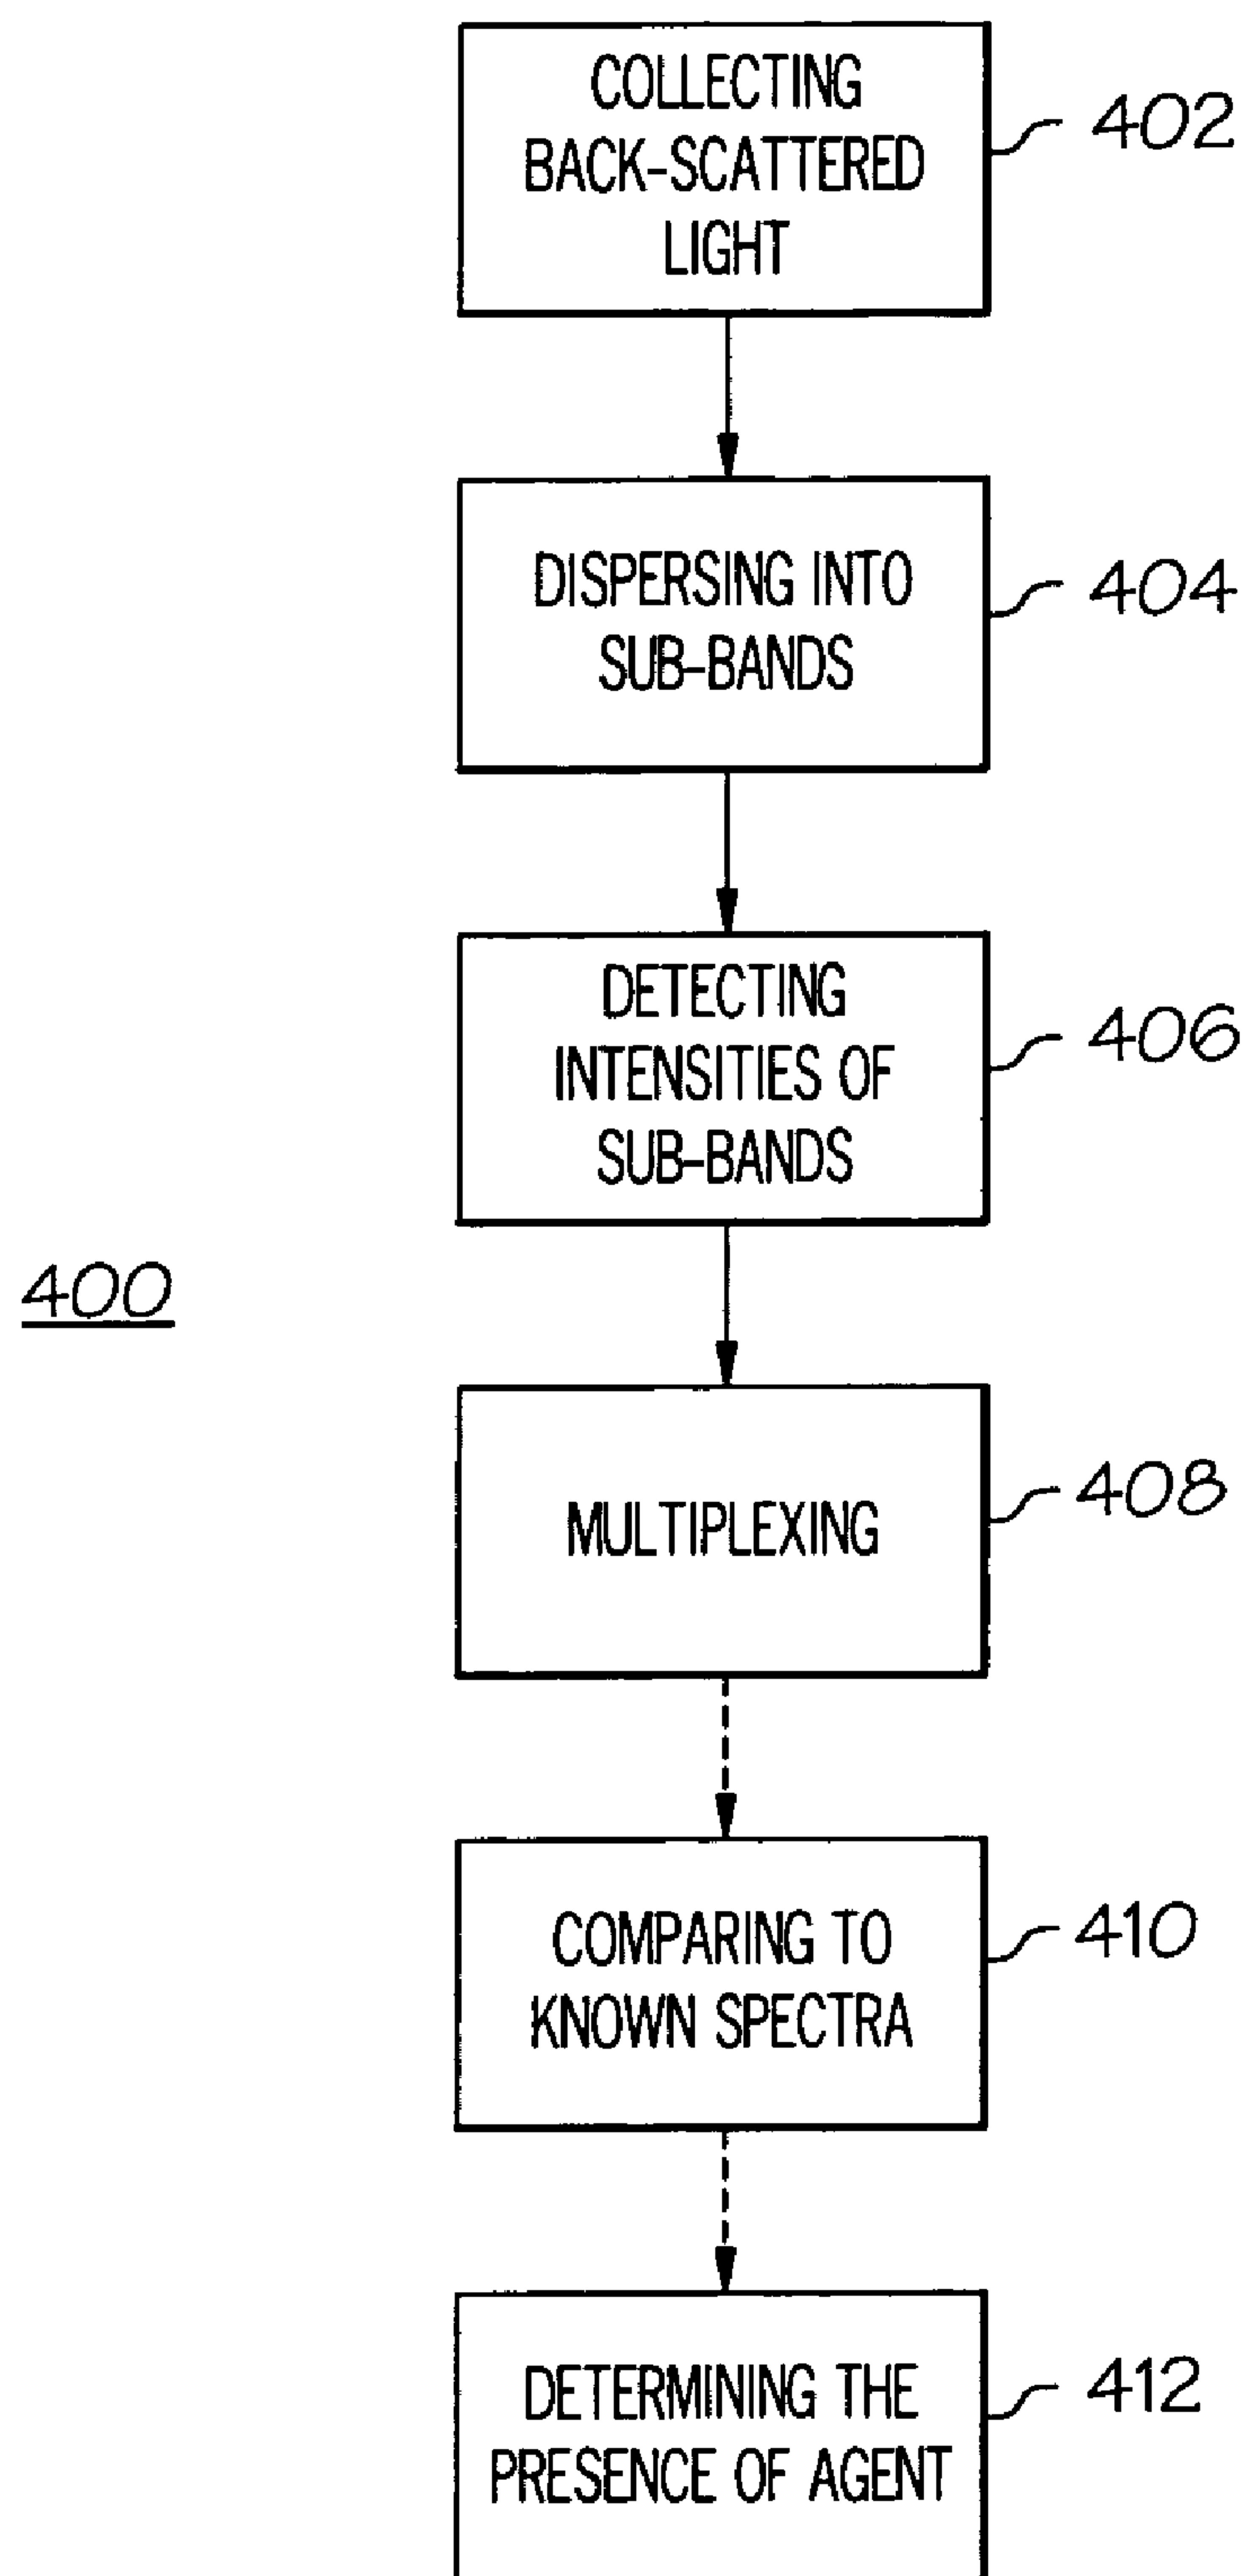 COLLECTING
BACK-SCATTERED
LIGHT
402
DISPERSING INTO
SUB-BANDS
404
DETECTING
INTENSITIES OF
SUB-BANDS
406
400
MULTIPLEXING
408
COMPARING TO
KNOWN SPECTRA
410
DETERMINING THE
PRESENCE OF AGENT
412